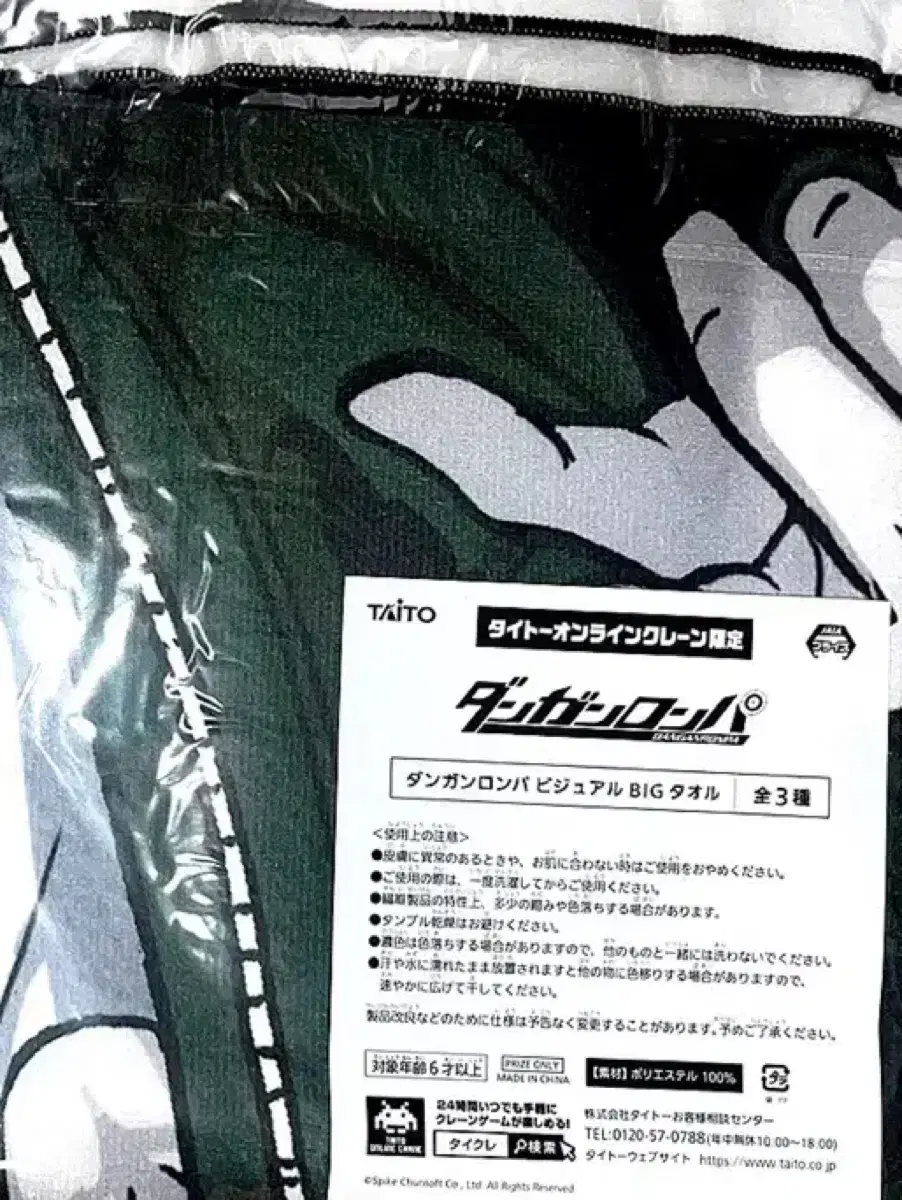 TAITO
タイトーオンラインクレーン限定
プライズ
ダンガンロンパ
DANGANRONPA
ダンガンロンパ ビジュアル BIG タオル 全3種
<使用上の注意>
●皮膚に異常のあるときや、お肌に合わない時はご使用をおやめください。
●ご使用の際は、一度洗濯してからご使用ください。
●繊維製品の特性上、多少の縮みや色落ちする場合があります。
●タンブル乾燥はお避けください。
●濃色は色落ちする場合がありますので、他のものと一緒には洗わないでください。
●汗や水に濡れたまま放置されますと他の物に色移りする場合がありますので、
速やかに広げて干してください。
製品改良などのために仕様は予告なく変更することがあります。予めご了承ください。
対象年齢6才以上
PRIZE ONLY
MADE IN CHINA
【素材】ポリエステル 100%
プラ
TAITO
ONLINE CRANE
24時間いつでも手軽に
クレーンゲームが楽しめる!
タイクレ 検索
株式会社タイトーお客様相談センター
TEL:0120-57-0788(年中無休10:00~18:00)
タイトーウェブサイト https://www.taito.co.jp
©Spike Chunsoft Co., Ltd. All Rights Reserved.